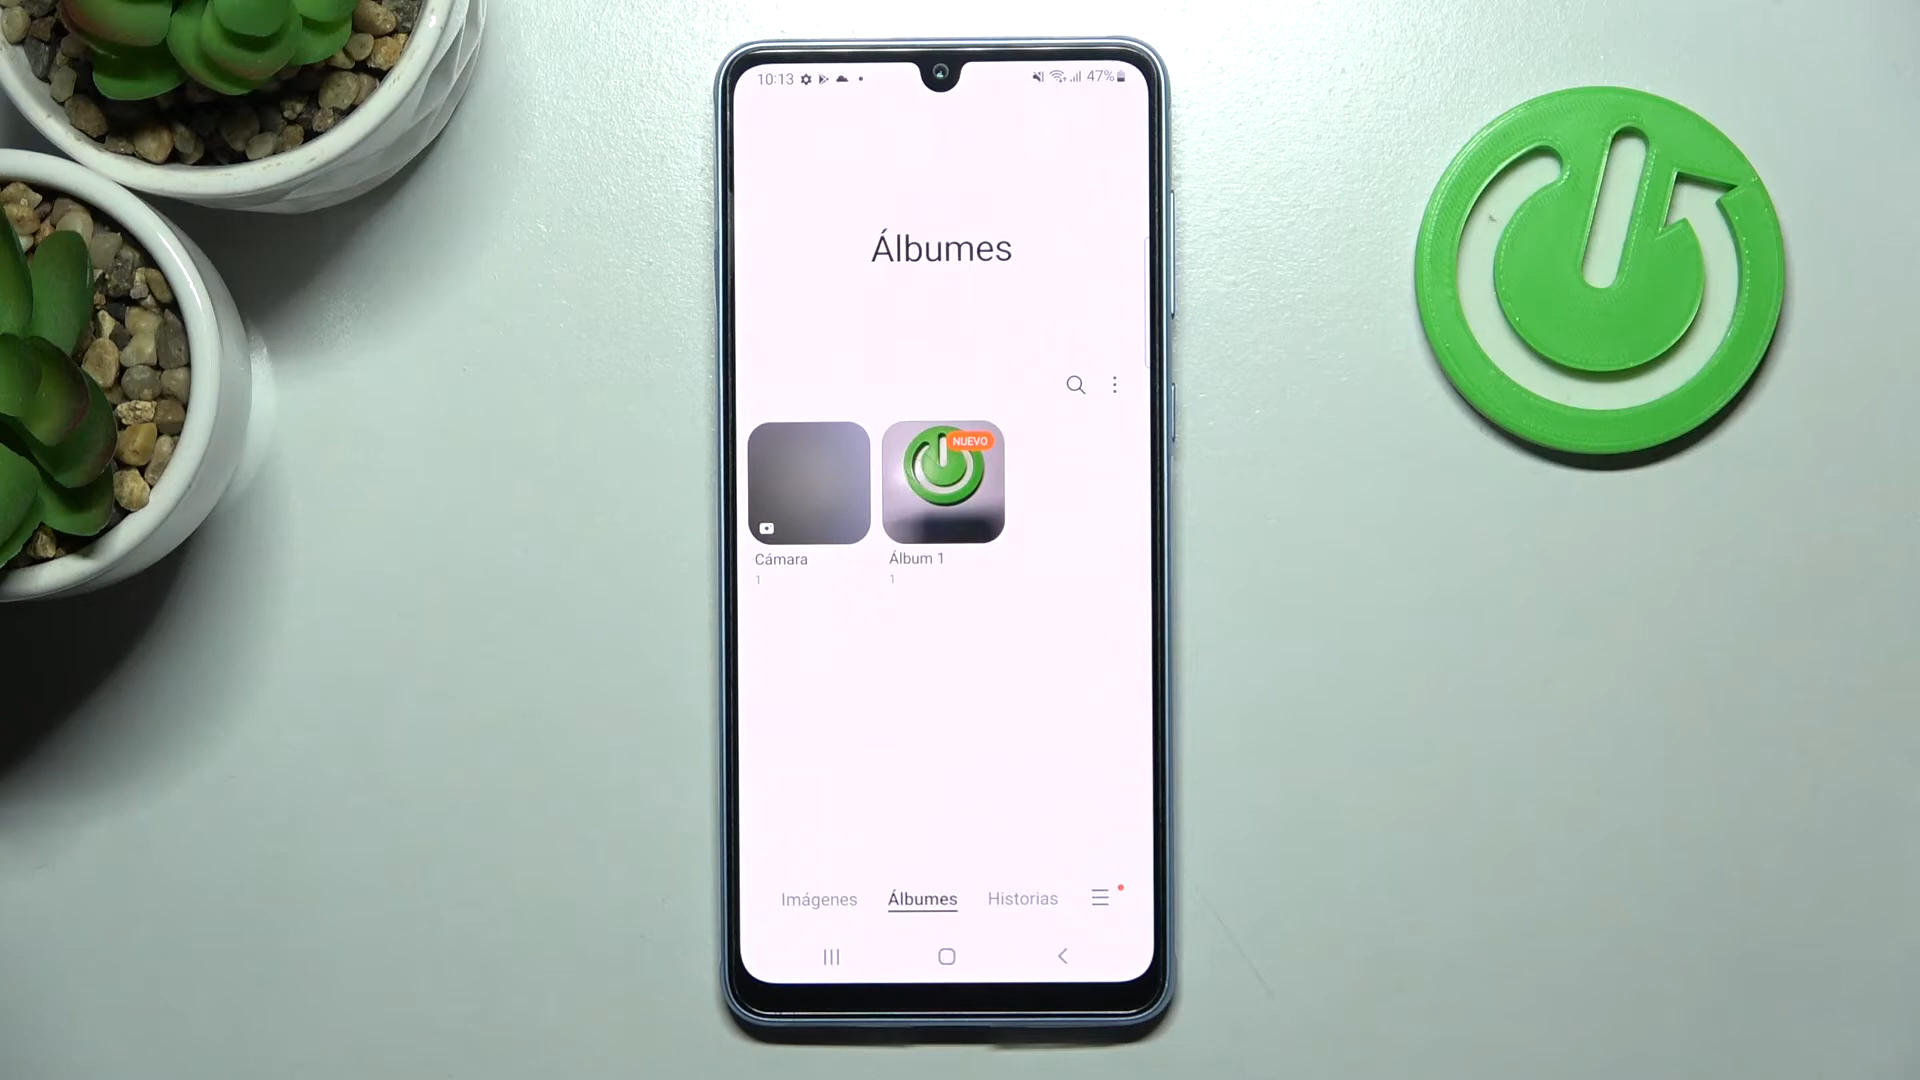 10:13
47%
Álbumes
NUEVO
Cámara
Álbum 1
1
1
Imágenes
Álbumes
Historias